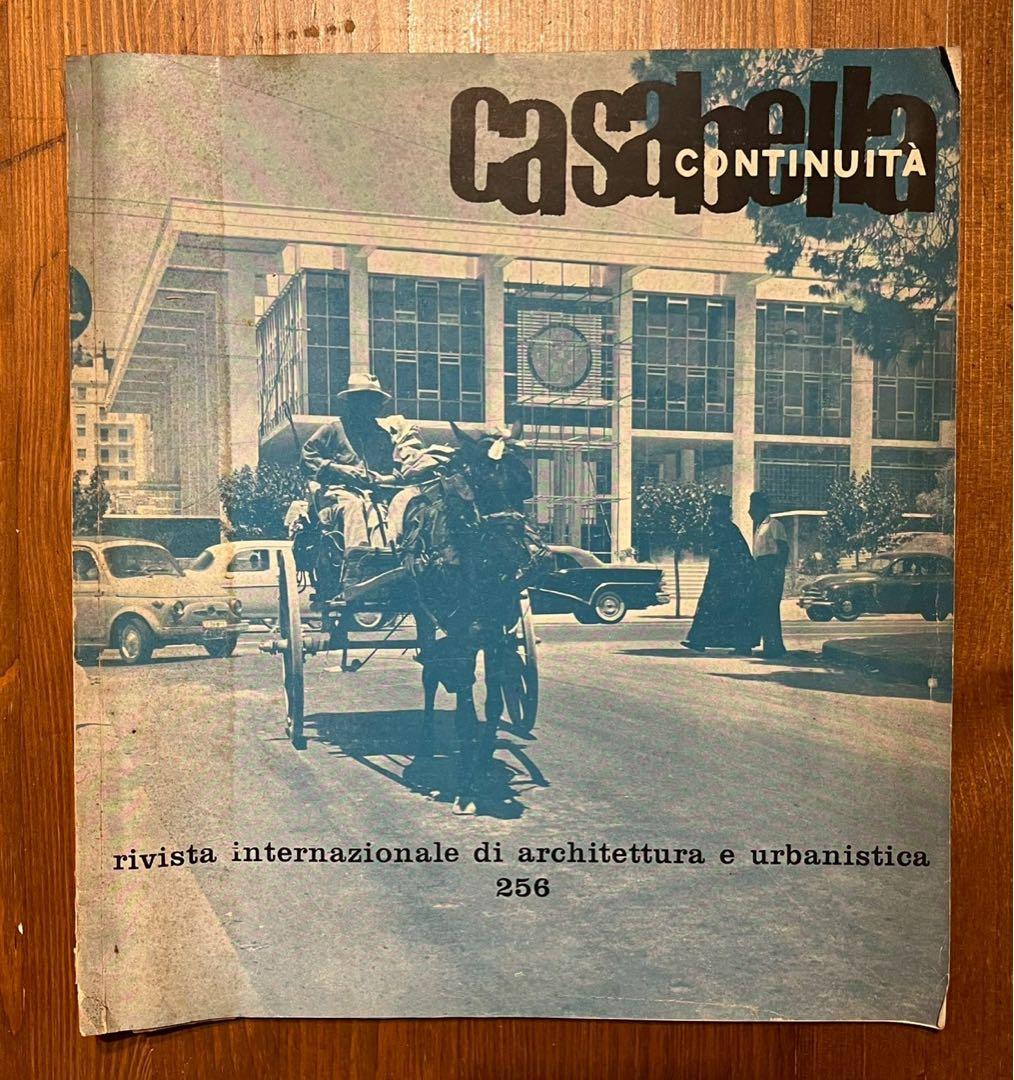 casabella
CONTINUITÀ
rivista internazionale di architettura e urbanistica
256